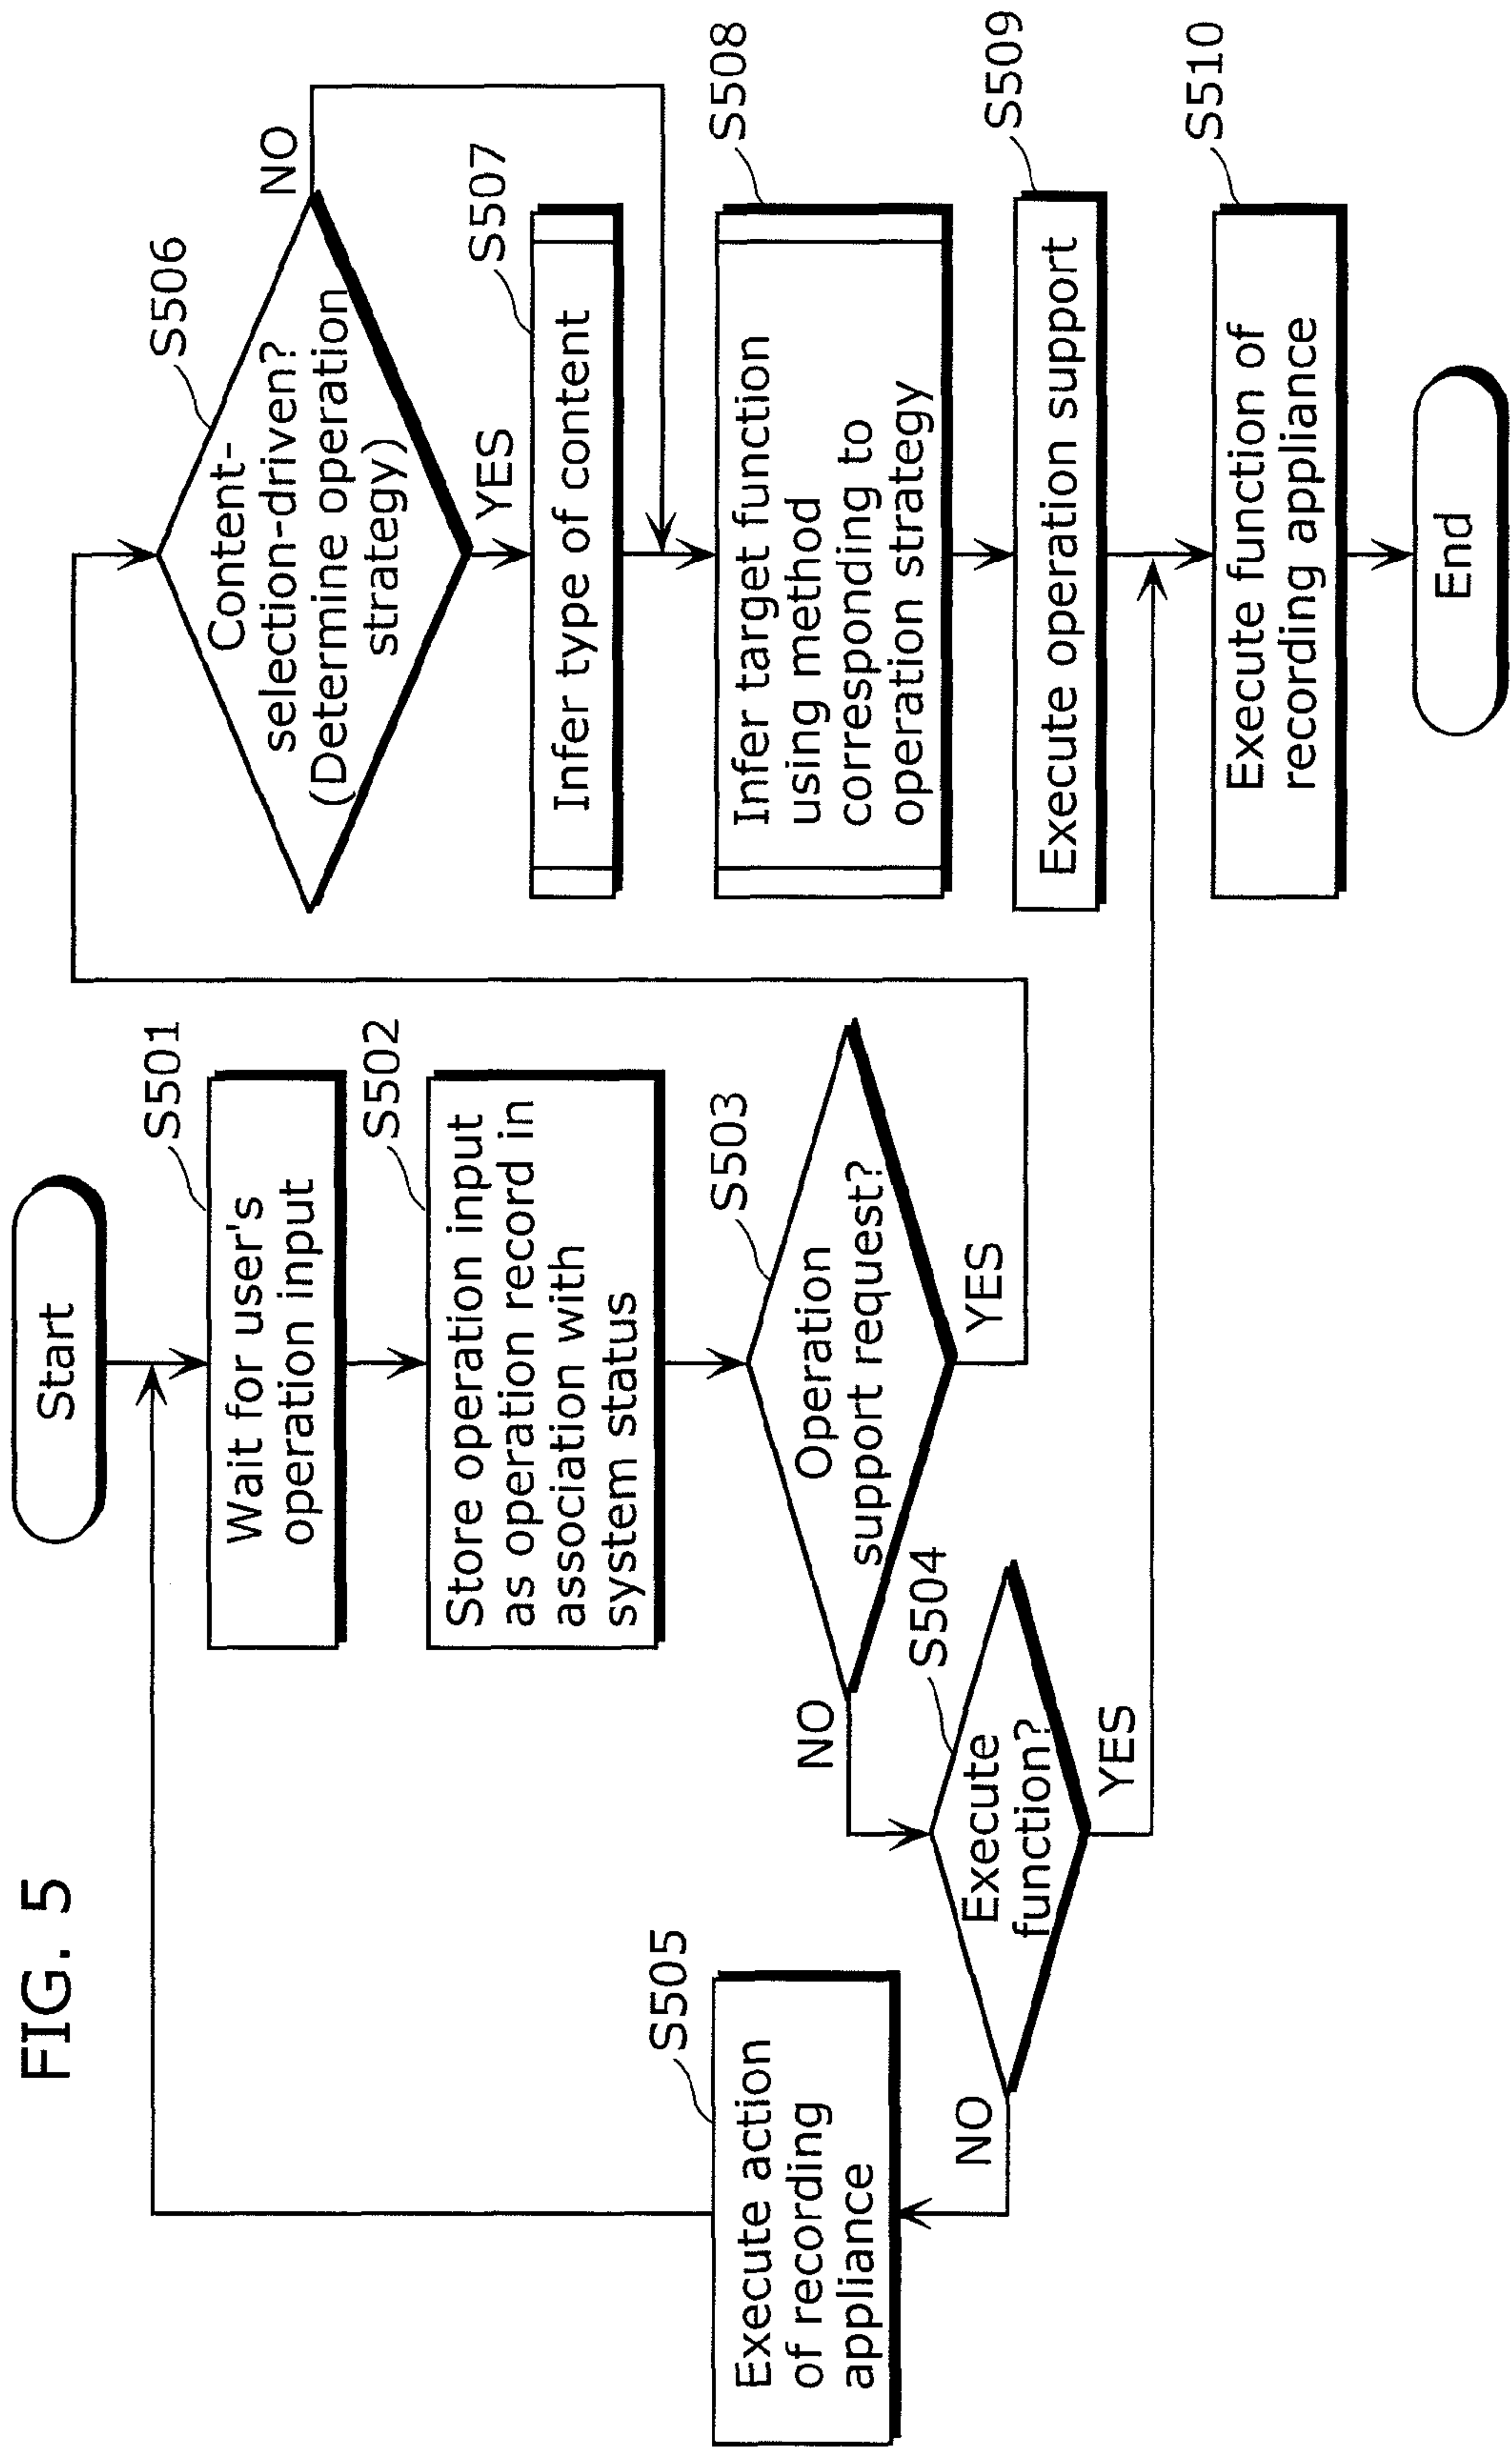 FIG. 5
Start
S501
Wait for user's
operation input
S502
Store operation input
as operation record in
association with
system status
S503
Operation
support request?
NO
YES
S504
Execute
function?
NO
YES
S505
Execute action
of recording
appliance
S506
Content-
selection-driven?
(Determine operation
strategy)
NO
YES
S507
Infer type of content
S508
Infer target function
using method
corresponding to
operation strategy
S509
Execute operation support
S510
Execute function of
recording appliance
End